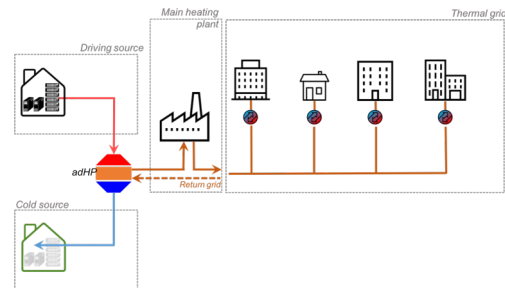 Main heating
plant
Thermal grid
Driving source
adHP
Return grid
Cold source